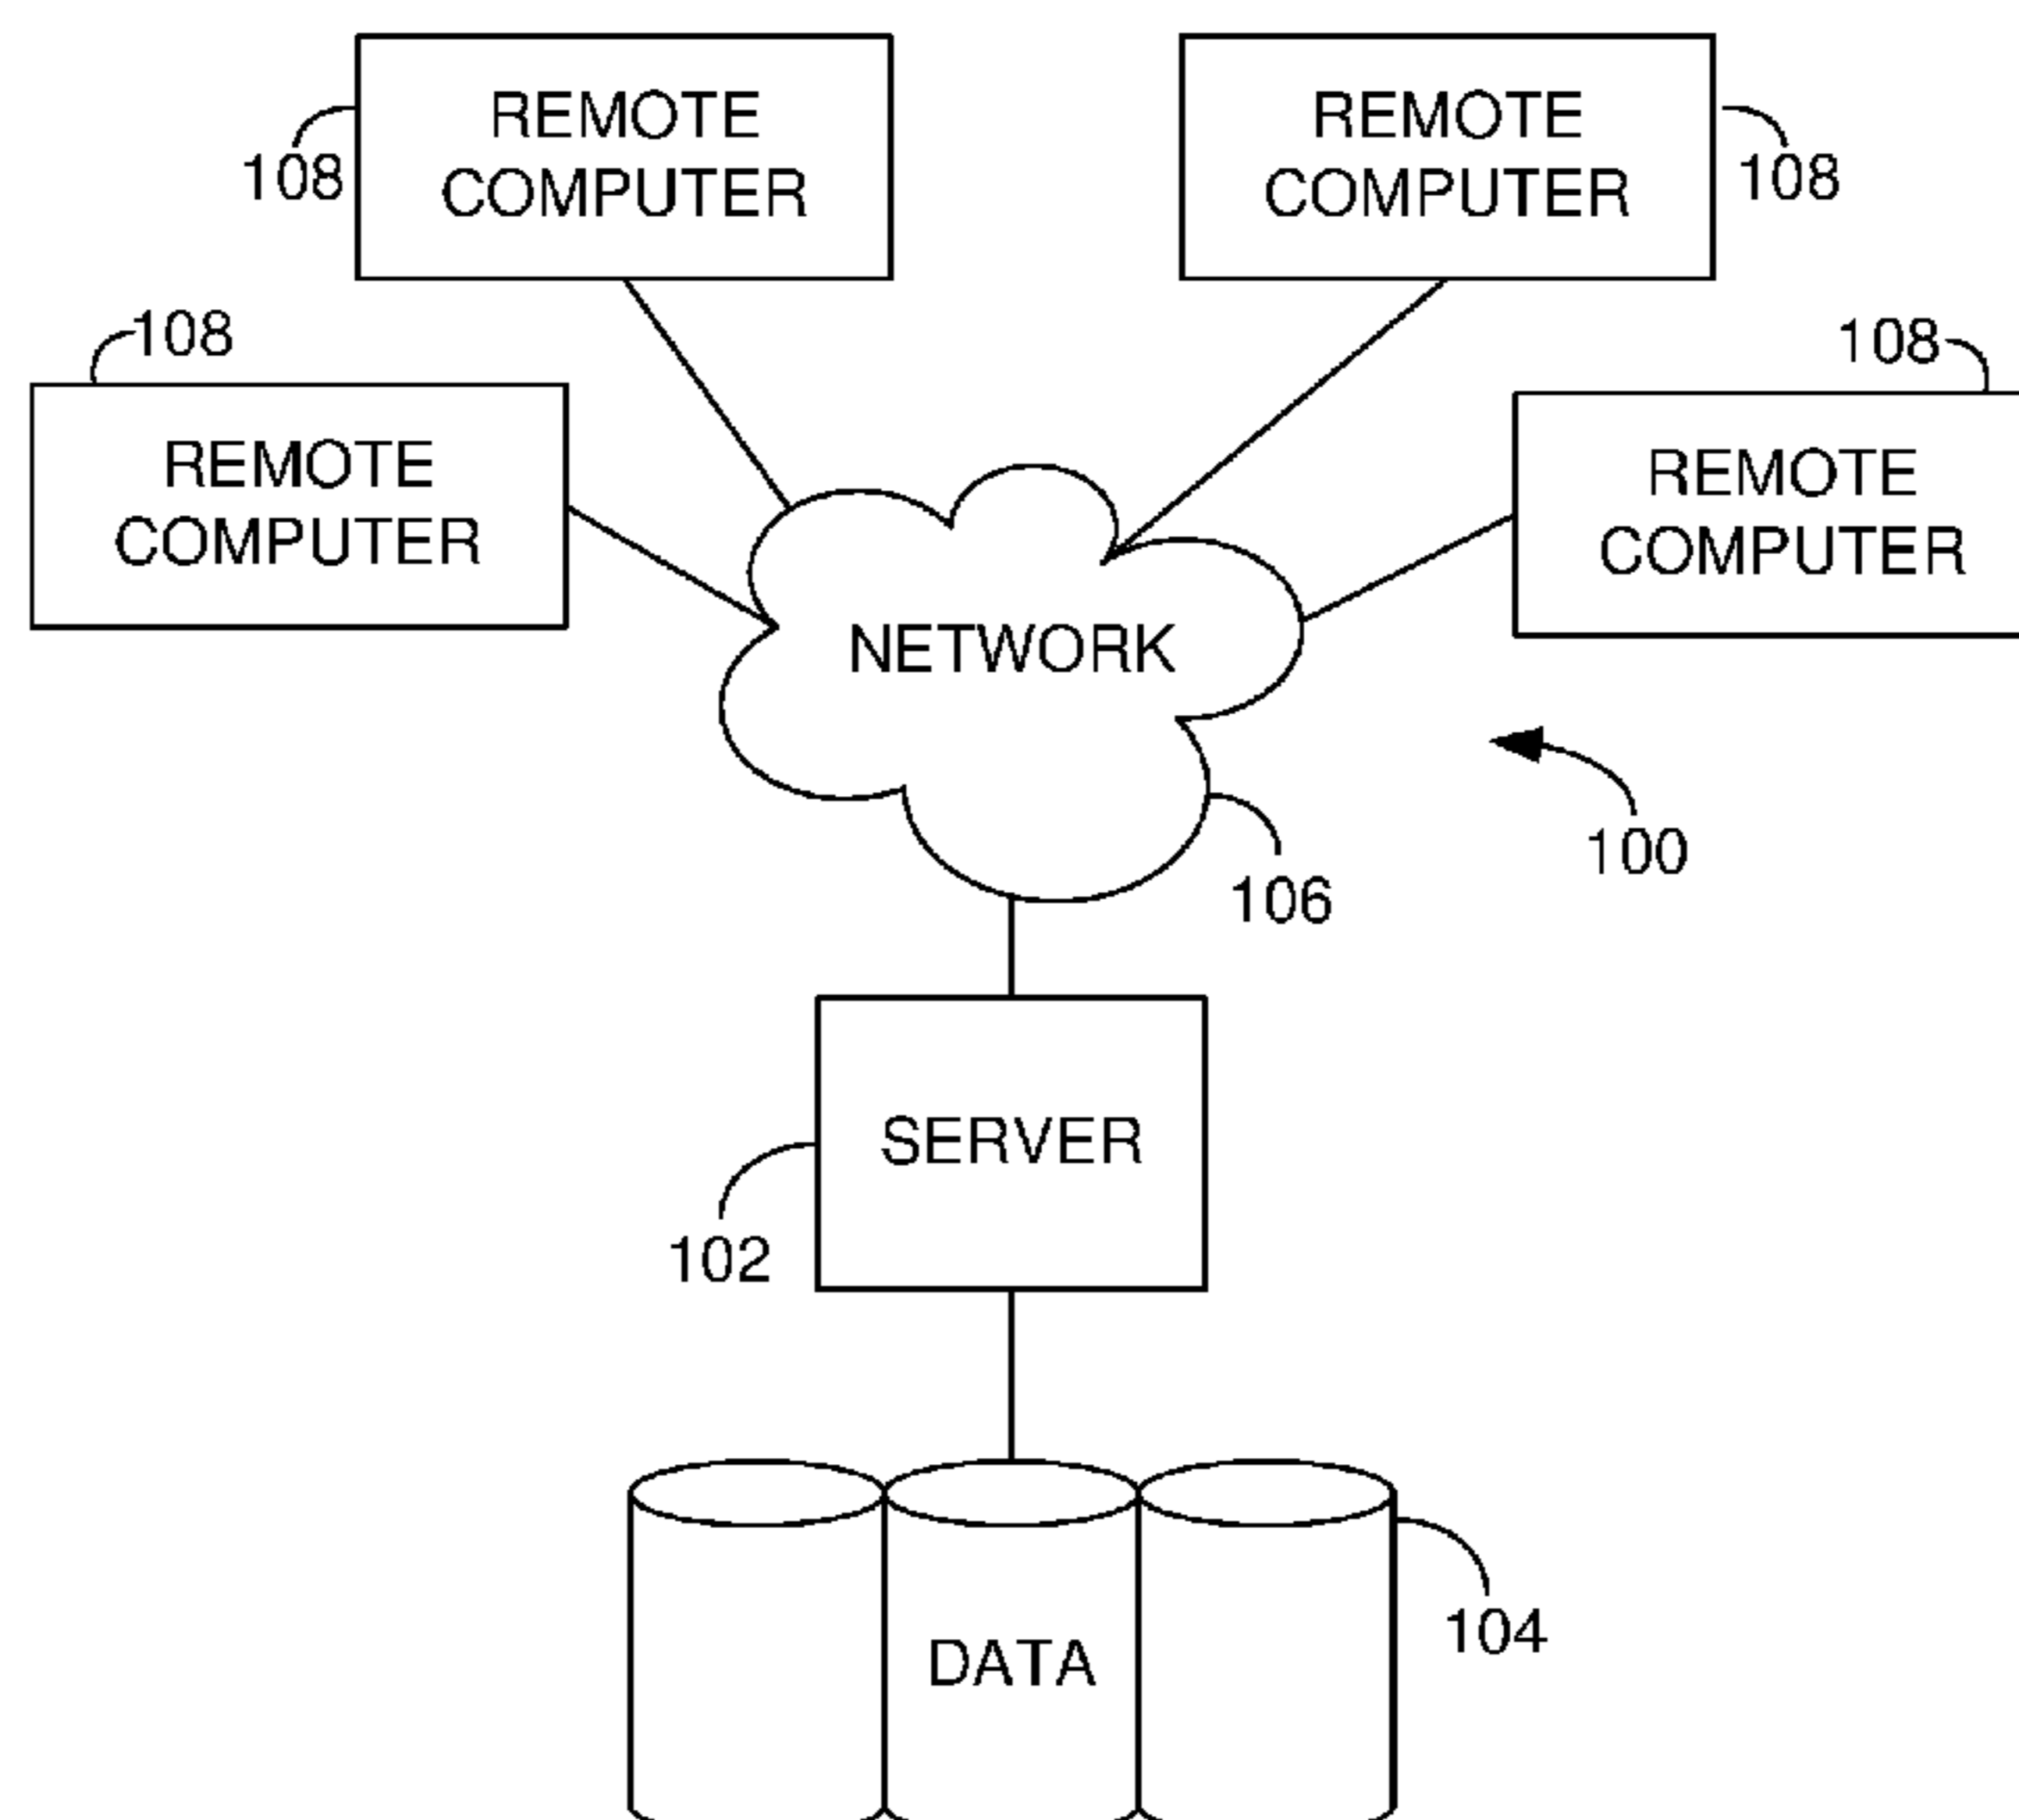 REMOTE
COMPUTER
108
REMOTE
COMPUTER
108
108
REMOTE
COMPUTER
108
REMOTE
COMPUTER
NETWORK
100
106
SERVER
102
104
DATA